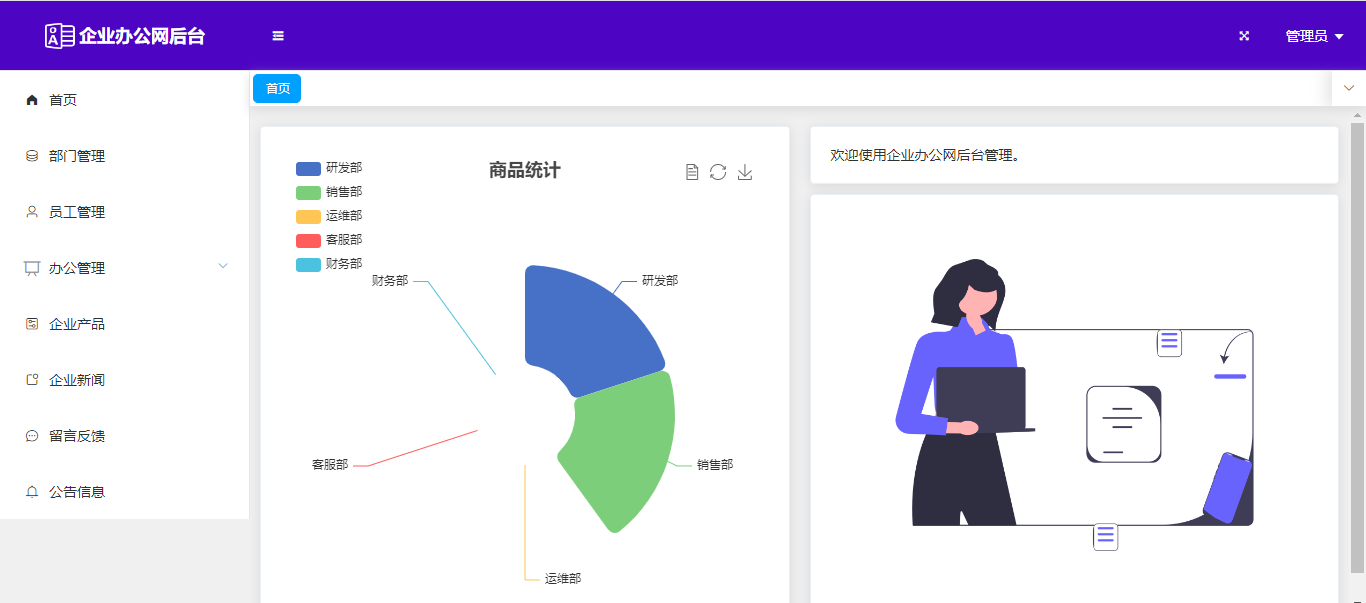 企业办公网后台
管理员
首页
部门管理
员工管理
办公管理
企业产品
企业新闻
留言反馈
公告信息
首页
商品统计
研发部
销售部
运维部
客服部
财务部
财务部
研发部
客服部
销售部
运维部
欢迎使用企业办公网后台管理。